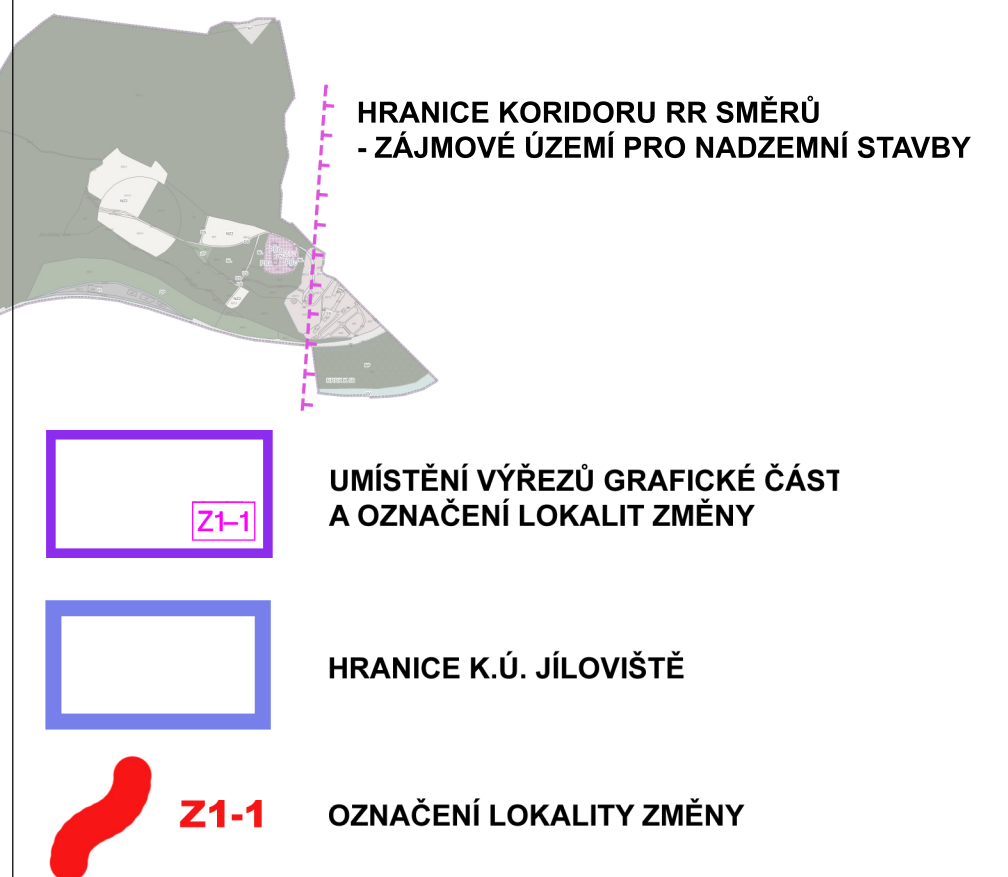 HRANICE KORIDORU RR SMĚRŮ
- ZÁJMOVÉ ÚZEMÍ PRO NADZEMNÍ STAVBY
Z1–1
UMÍSTĚNÍ VÝŘEZŮ GRAFICKÉ ČÁST
A OZNAČENÍ LOKALIT ZMĚNY
HRANICE K.Ú. JÍLOVIŠTĚ
Z1-1
OZNAČENÍ LOKALITY ZMĚNY